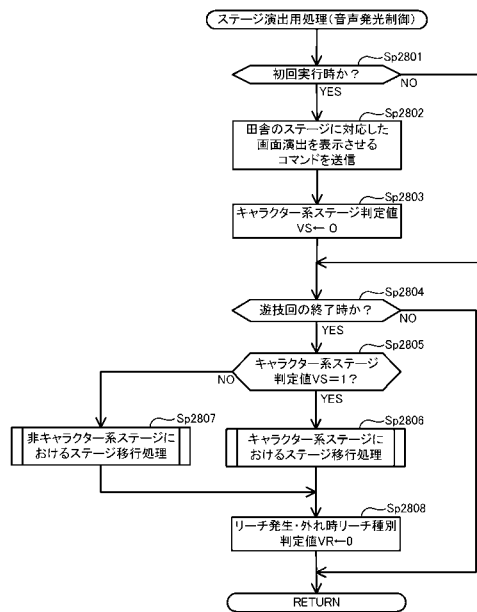 ステージ演出用処理(音声発光制御)
Sp2801
初回実行時か？
NO
YES
Sp2802
田舎のステージに対応した
画面演出を表示させる
コマンドを送信
Sp2803
キャラクター系ステージ判定値
VS← 0
Sp2804
遊技回の終了時か？
NO
YES
Sp2805
キャラクター系ステージ
判定値VS＝1？
NO
YES
Sp2807
非キャラクター系ステージに
おけるステージ移行処理
Sp2806
キャラクター系ステージに
おけるステージ移行処理
Sp2808
リーチ発生・外れ時リーチ種別
判定値VR←0
RETURN